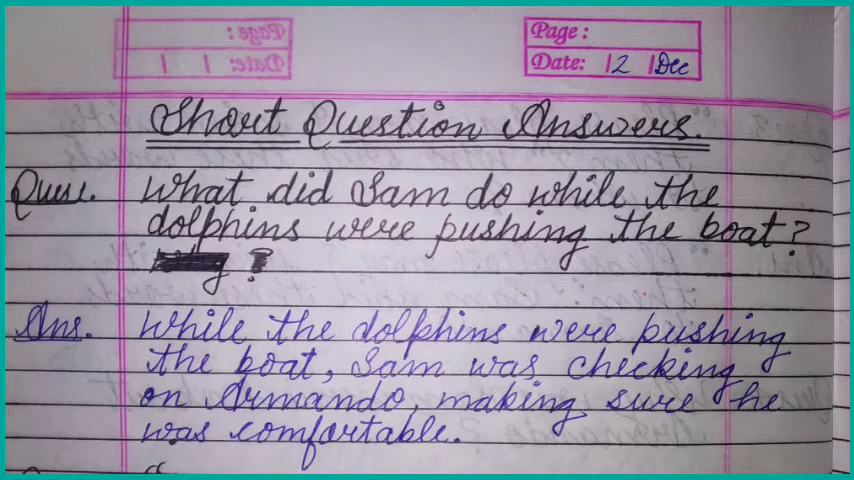 Page:
Date: 12 Dec
Short Question Answers.
Ques1. What did Sam do while the
dolphins were pushing the boat?
Ans. While the dolphins were pushing
the boat, Sam was checking
on Armando, making sure he
was comfortable.